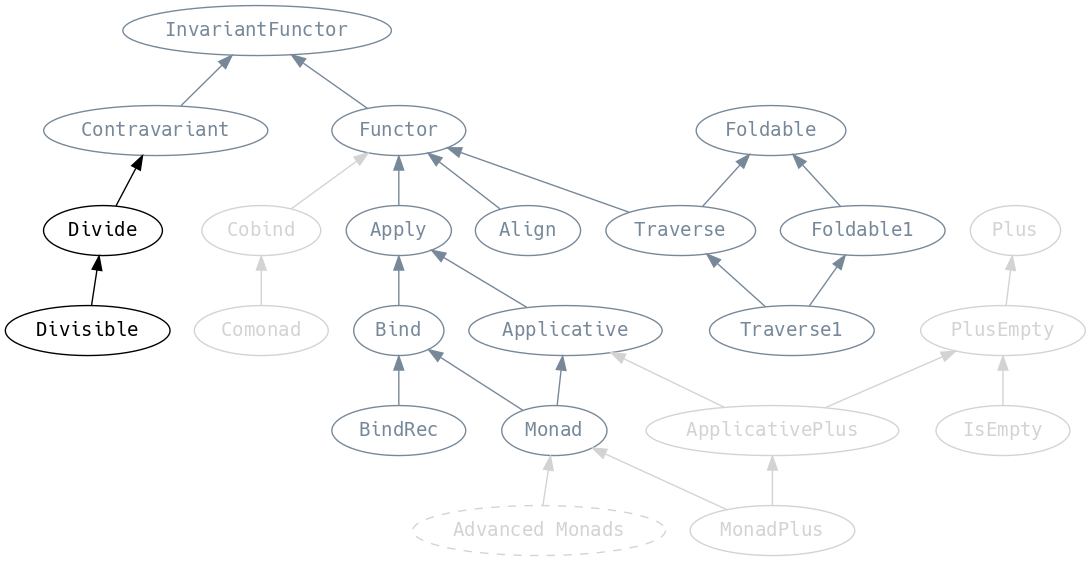 InvariantFunctor
Contravariant
Functor
Foldable
Divide
Cobind
Apply
Align
Traverse
Foldable1
Plus
Divisible
Comonad
Bind
Applicative
Traverse1
PlusEmpty
BindRec
Monad
ApplicativePlus
IsEmpty
Advanced Monads
MonadPlus